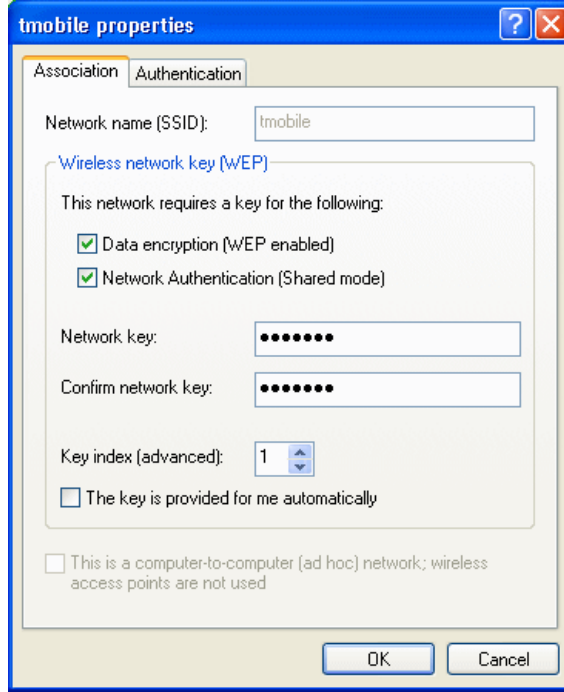 tmobile properties
Association Authentication
Network name (SSID): tmobile
Wireless network key (WEP)
This network requires a key for the following:
Data encryption (WEP enabled)
Network Authentication (Shared mode)
Network key: •••••••
Confirm network key: •••••••
Key index (advanced): 1
The key is provided for me automatically
This is a computer-to-computer (ad hoc) network; wireless
access points are not used
OK Cancel